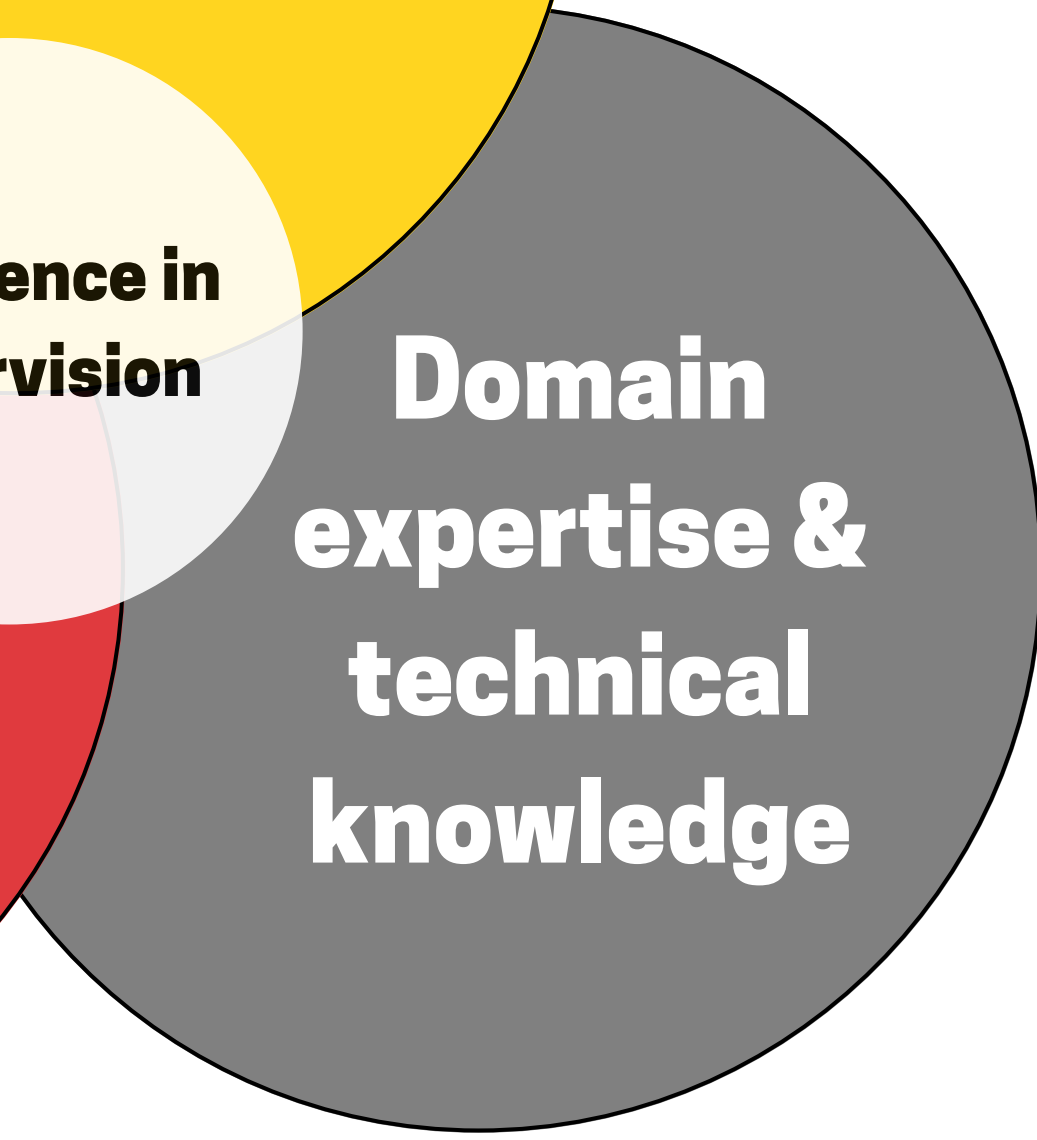 ence in
rvision
Domain
expertise &
technical
knowledge